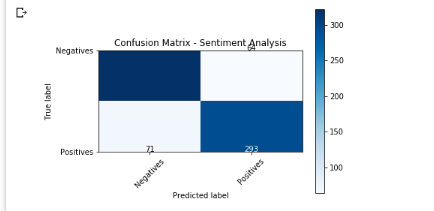 Confusion Matrix - Sentiment Analysis
Negatives
Positives
71
293
Negatives
Positives
True label
Predicted label
300
250
200
150
100